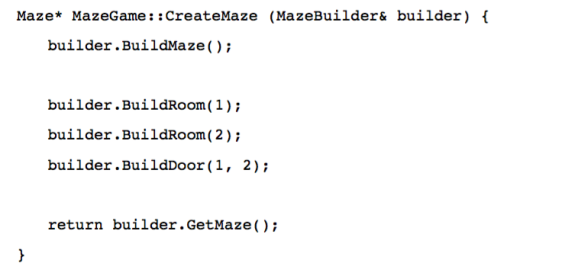 Maze* MazeGame::CreateMaze (MazeBuilder& builder) {
builder.BuildMaze();
builder.BuildRoom(1);
builder.BuildRoom(2);
builder.BuildDoor(1, 2);
return builder.GetMaze();
}